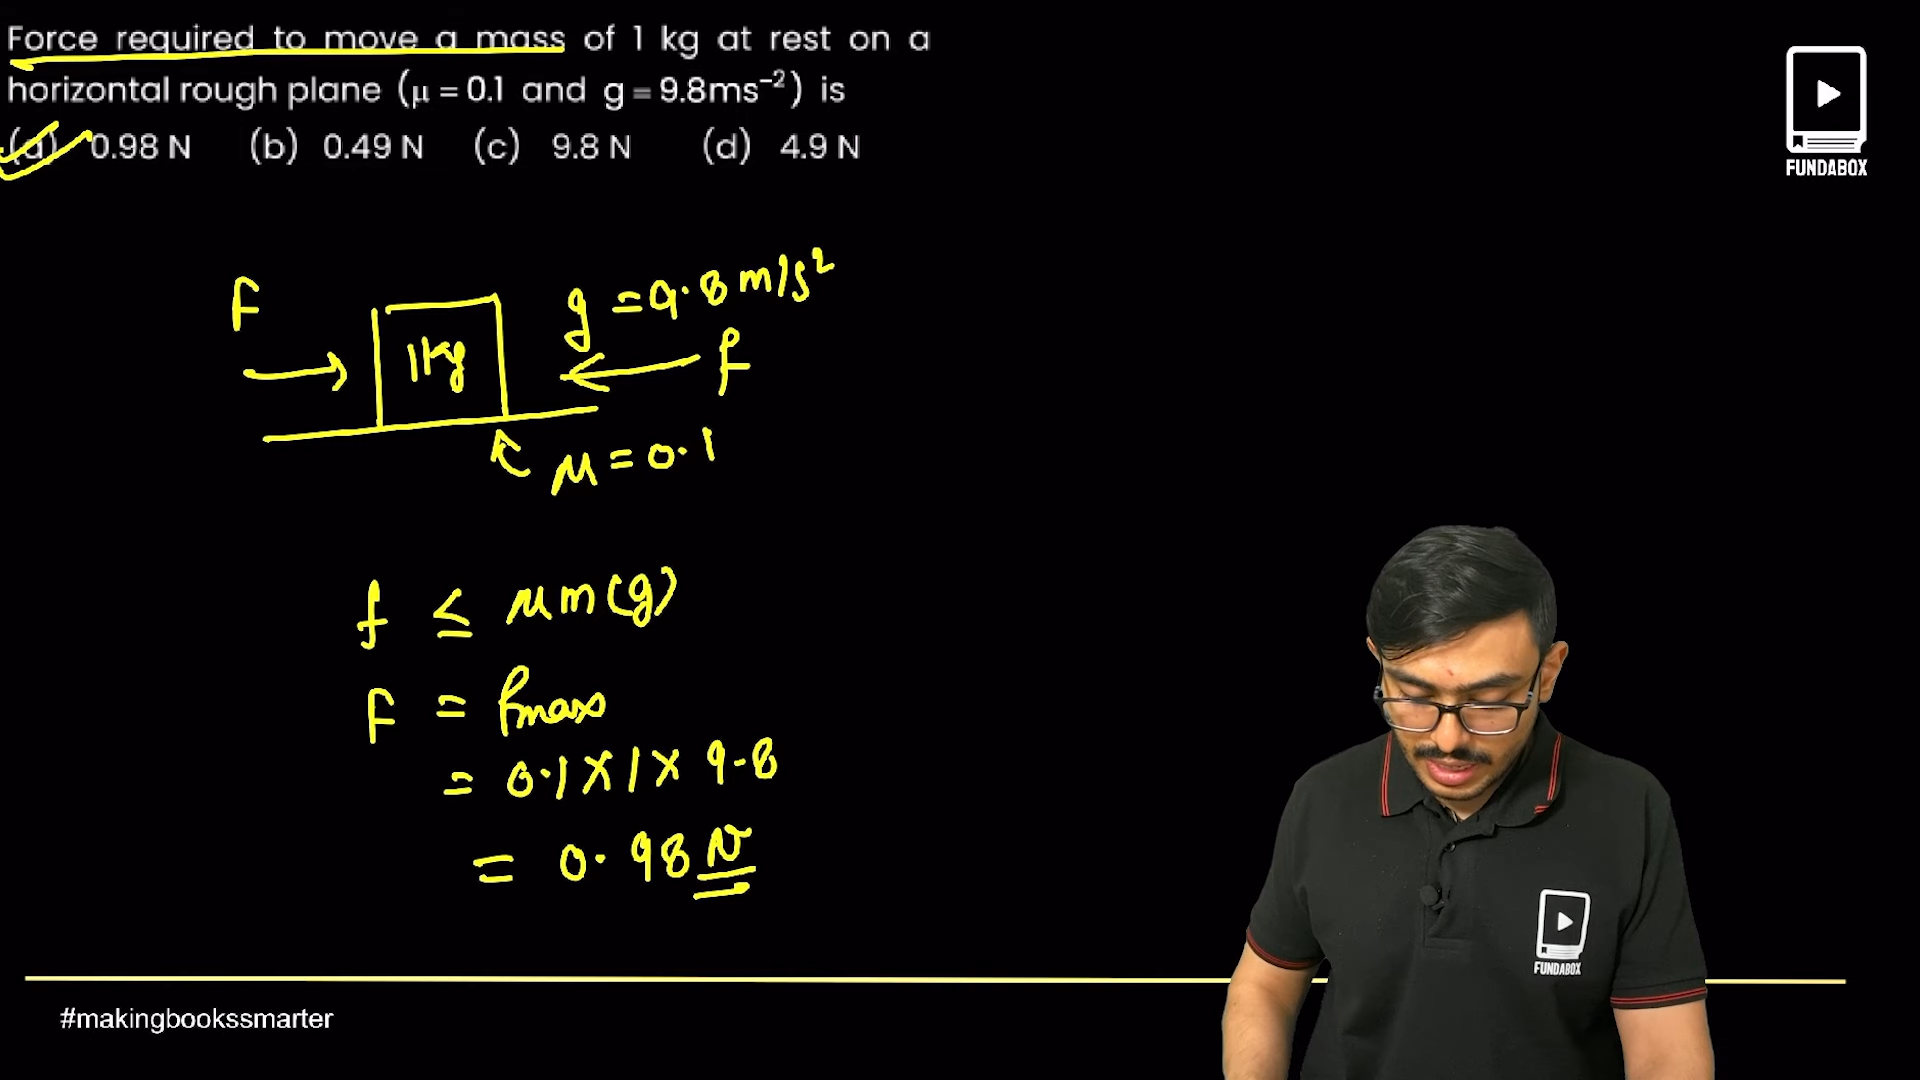 Force required to move a mass of 1 kg at rest on a
horizontal rough plane (μ = 0.1 and g = 9.8ms⁻²) is
(a) 0.98 N (b) 0.49 N (c) 9.8 N (d) 4.9 N
FUNDABOX
F
1kg
g = 9.8 m/s²
f
μ = 0.1
f ≤ μm(g)
F = fmax
= 0.1 × 1 × 9.8
= 0.98 N
FUNDABOX
#makingbookssmarter